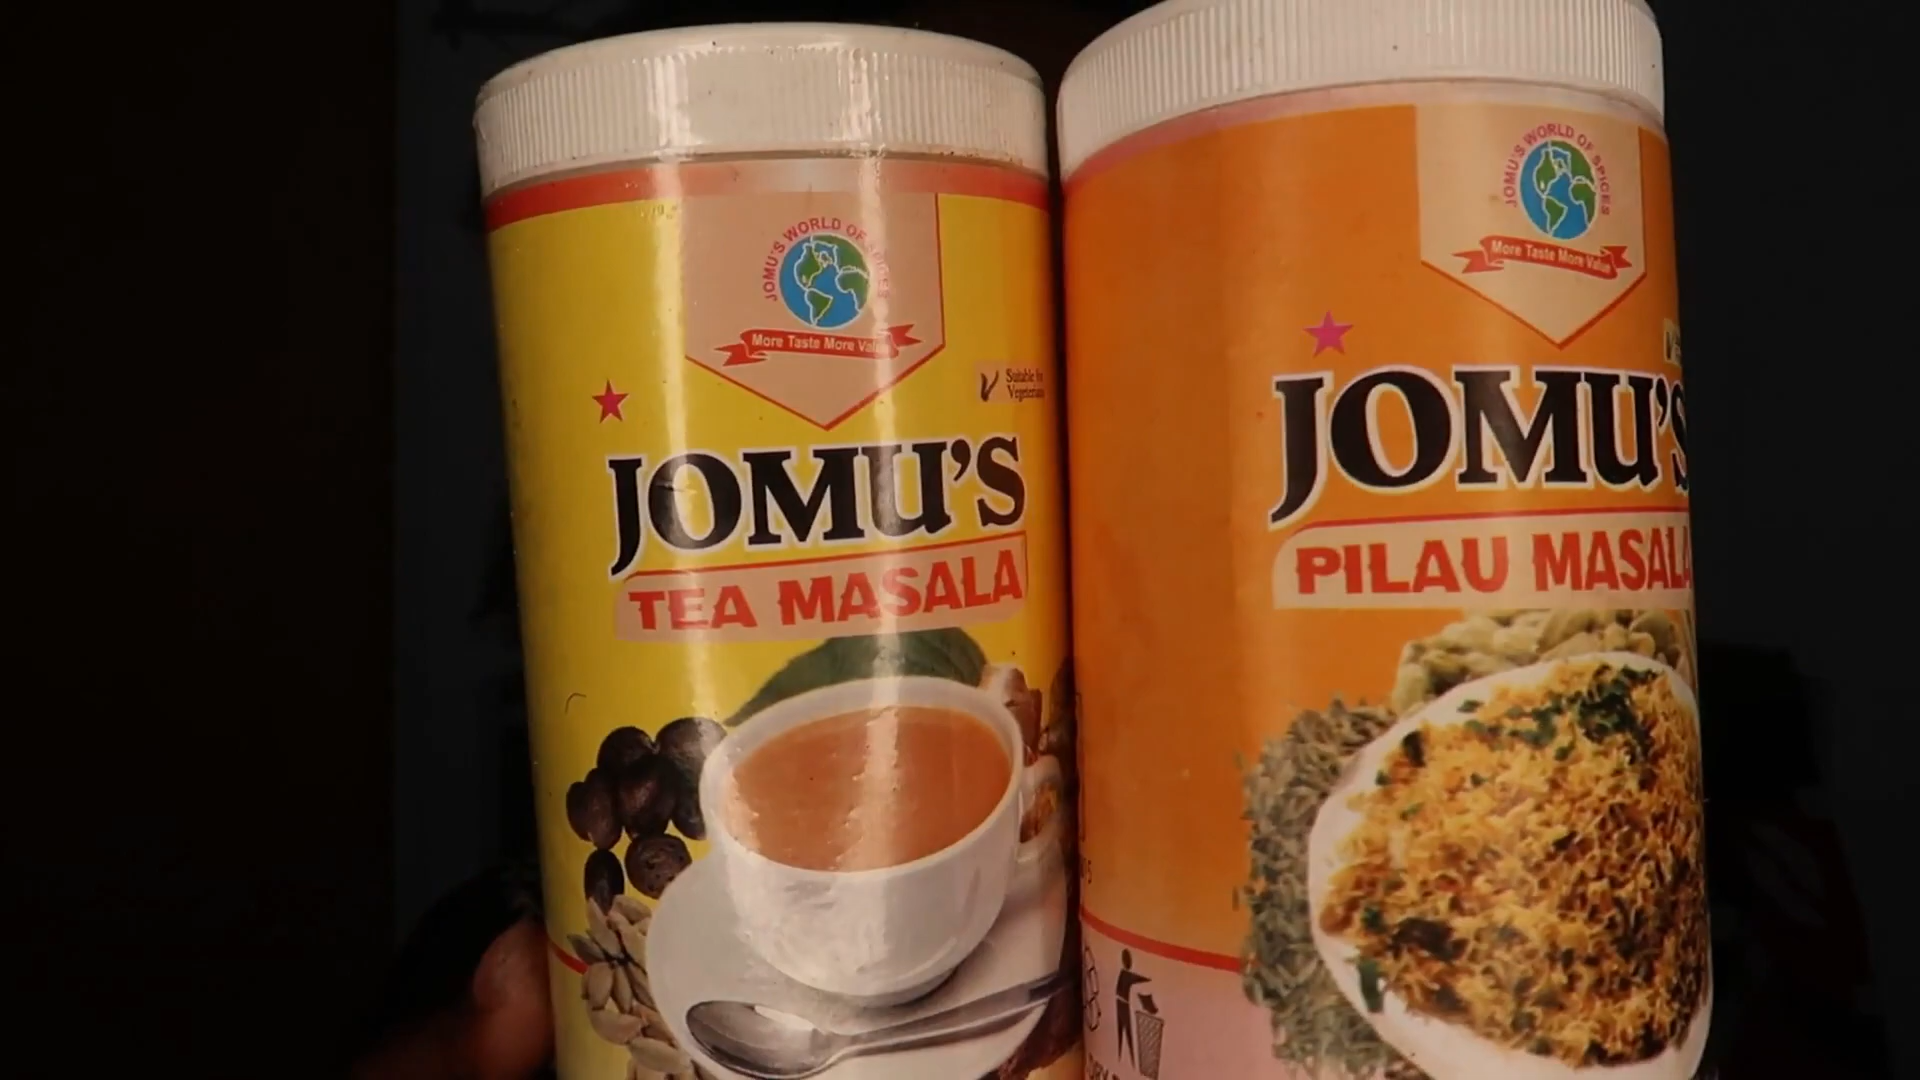 JOMU'S WORLD OF SPICES
More Taste More Value
Suitable for
Vegetarians
JOMU'S
TEA MASALA
JOMU'S WORLD OF SPICES
More Taste More Value
JOMU'S
PILAU MASALA